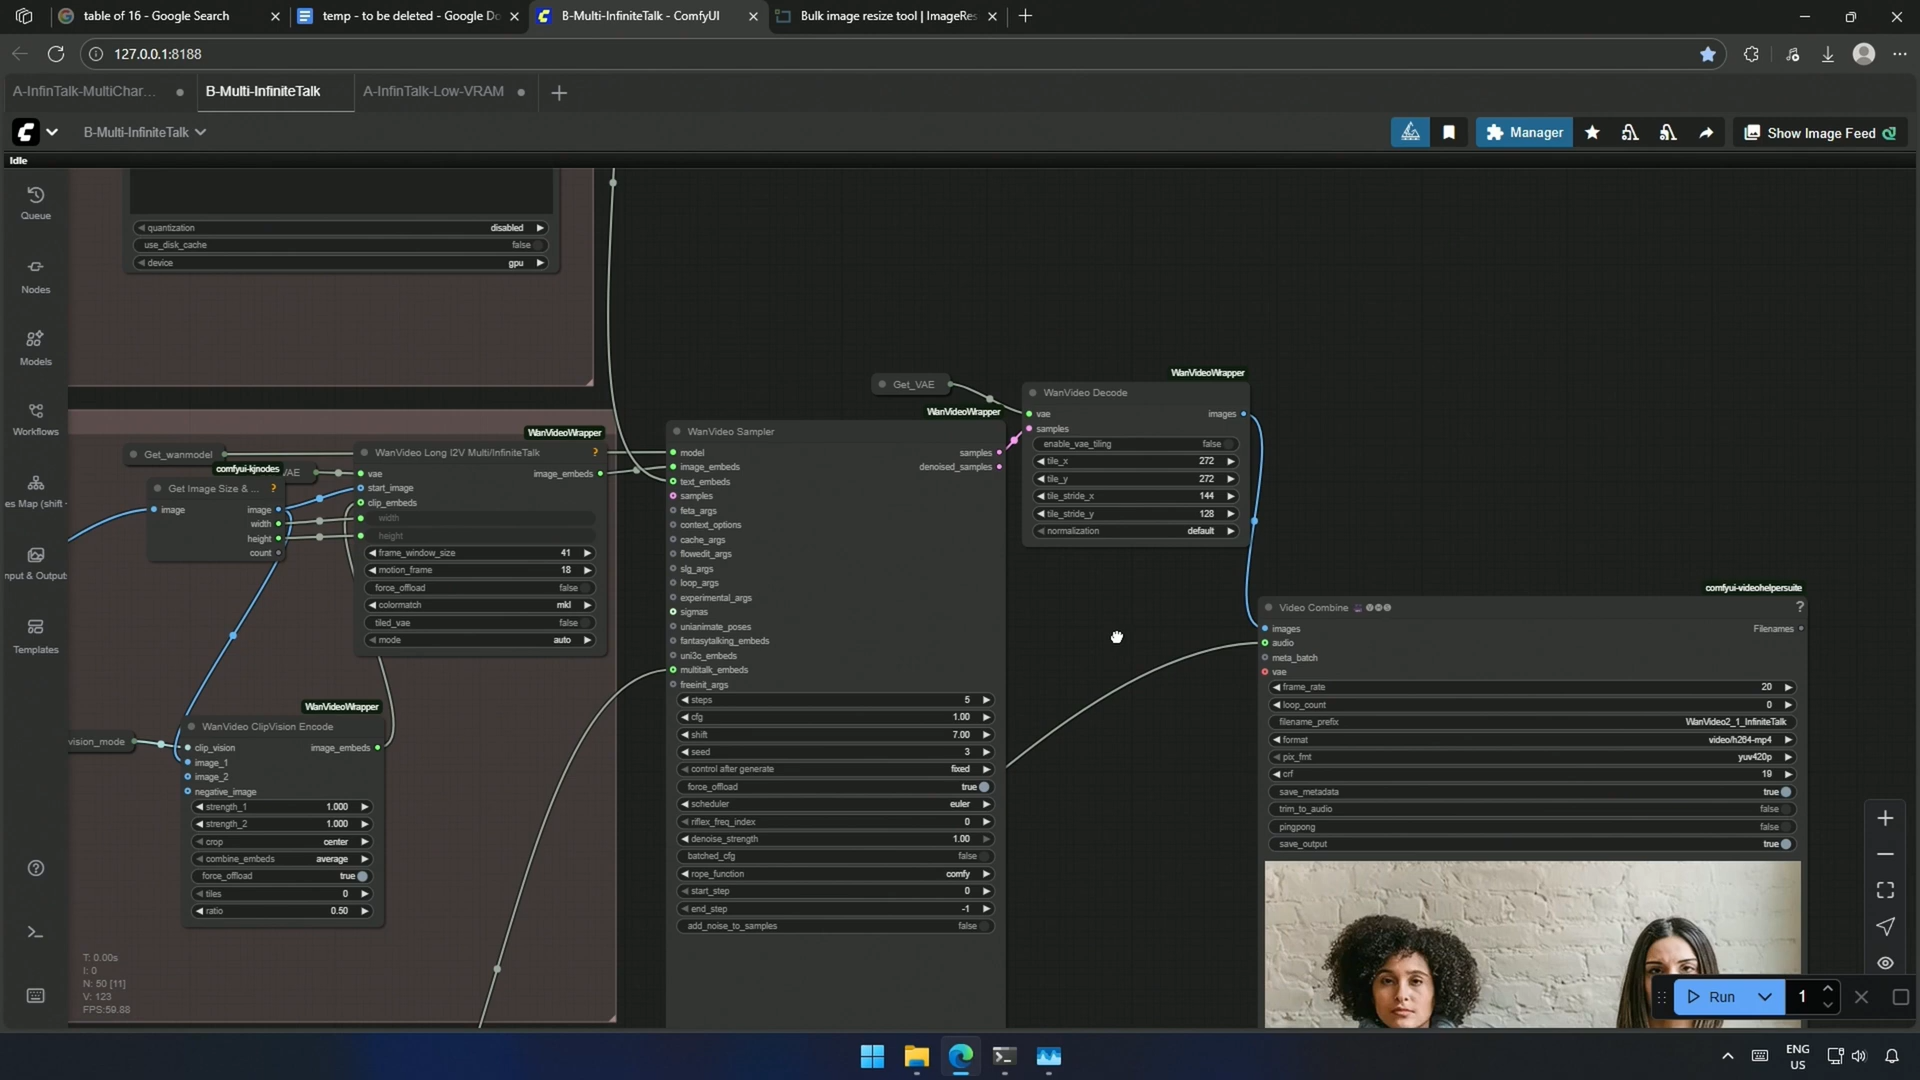 table of 16 - Google Search
temp - to be deleted - Google Do
B-Multi-InfiniteTalk - ComfyUI
Bulk image resize tool | ImageRes
127.0.0.1:8188
A-InfinTalk-MultiChar...
B-Multi-InfiniteTalk
A-InfinTalk-Low-VRAM
B-Multi-InfiniteTalk
Manager
Show Image Feed
Idle
Queue
Nodes
Models
Workflows
es Map (shift -
nput & Output
Templates
quantization disabled
use_disk_cache false
device gpu
WanVideoWrapper
Get_wanmodel
comfyui-kjnodes
VAE
Get Image Size & ... ?
image image
width
height
count
WanVideo Long I2V Multi/InfiniteTalk ?
vae image_embeds
start_image
clip_embeds
width
height
frame_window_size 41
motion_frame 18
force_offload false
colormatch mkl
tiled_vae false
mode auto
WanVideoWrapper
vision_mode
WanVideo ClipVision Encode
clip_vision image_embeds
image_1
image_2
negative_image
strength_1 1.000
strength_2 1.000
crop center
combine_embeds average
force_offload true
tiles 0
ratio 0.50
T: 0.00s
I: 0
N: 50 [11]
V: 123
FPS:59.88
Get_VAE
WanVideoWrapper
WanVideo Sampler
model samples
image_embeds denoised_samples
text_embeds
samples
feta_args
context_options
cache_args
flowedit_args
slg_args
loop_args
experimental_args
sigmas
unianimate_poses
fantasytalking_embeds
uni3c_embeds
multitalk_embeds
freeinit_args
steps 5
cfg 1.00
shift 7.00
seed 3
control after generate fixed
force_offload true
scheduler euler
riflex_freq_index 0
denoise_strength 1.00
batched_cfg false
rope_function comfy
start_step 0
end_step -1
add_noise_to_samples false
WanVideoWrapper
WanVideo Decode
vae images
samples
enable_vae_tiling false
tile_x 272
tile_y 272
tile_stride_x 144
tile_stride_y 128
normalization default
comfyui-videohelpersuite
Video Combine ?
images Filenames
audio
meta_batch
vae
frame_rate 20
loop_count 0
filename_prefix WanVideo2_1_InfiniteTalk
format video/h264-mp4
pix_fmt yuv420p
crf 19
save_metadata true
trim_to_audio false
pingpong false
save_output true
Run 1
ENG
US